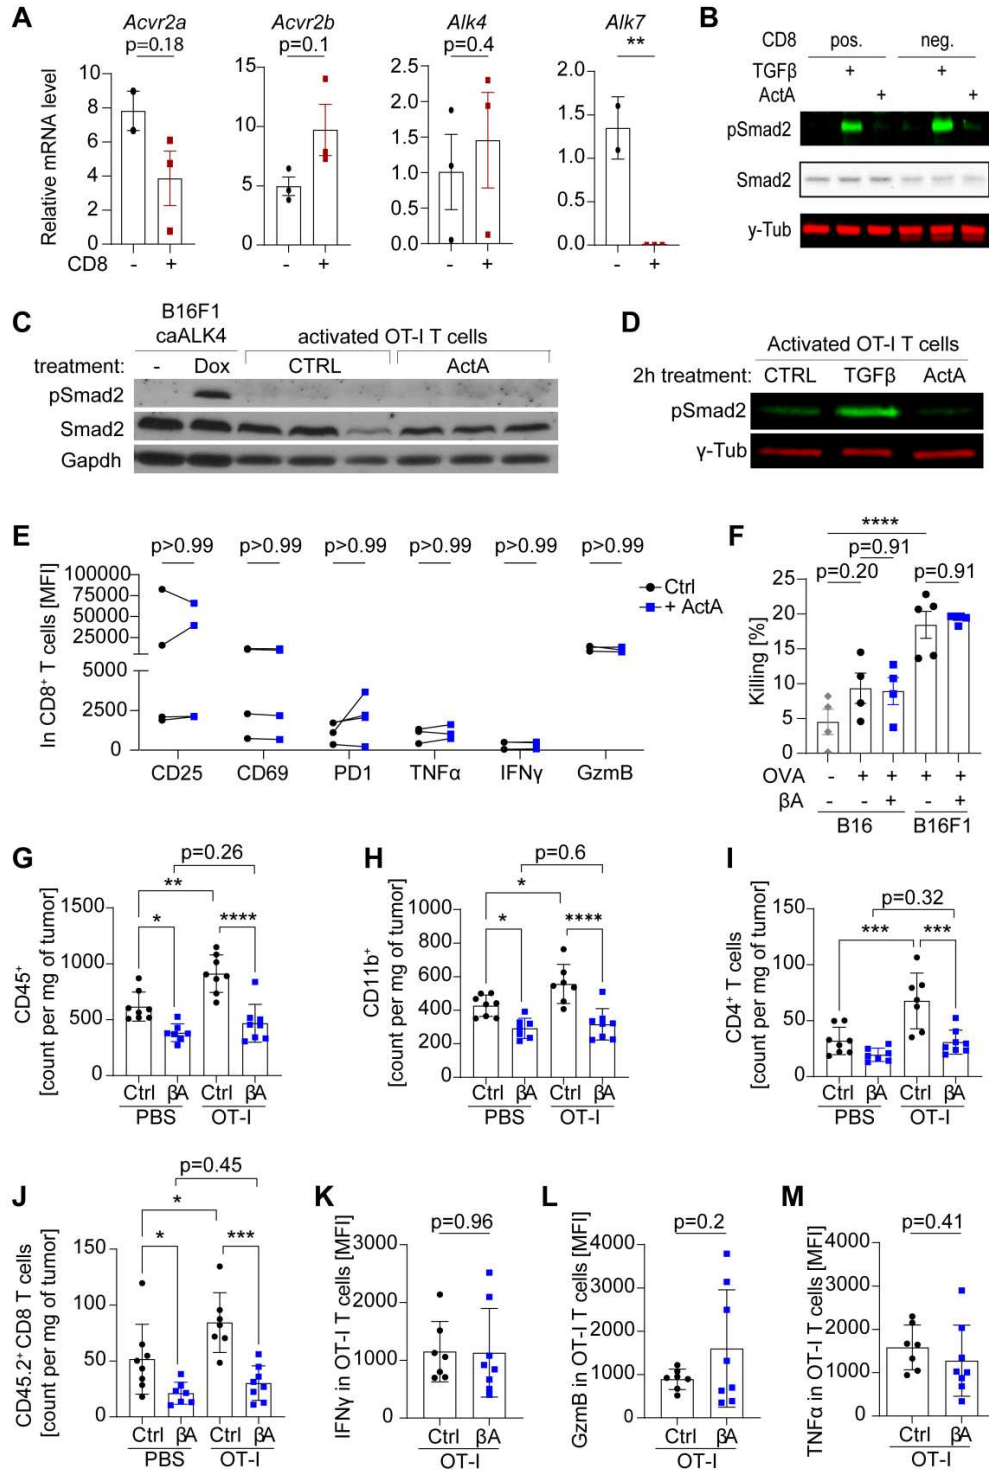 A
Acvr2a
Acvr2b
Alk4
Alk7
p=0.18
p=0.1
p=0.4
**
Relative mRNA level
10
8
6
4
2
0
15
10
5
0
2.5
2.0
1.5
1.0
0.5
0.0
2.0
1.5
1.0
0.5
0.0
CD8 - + - + - + - +
B
CD8 pos. neg.
TGFβ + +
ActA + +
pSmad2
Smad2
γ-Tub
C
B16F1
caALK4
activated OT-I T cells
treatment: - Dox CTRL ActA
pSmad2
Smad2
Gapdh
D
Activated OT-I T cells
2h treatment: CTRL TGFβ ActA
pSmad2
γ-Tub
E
p>0.99 p>0.99 p>0.99 p>0.99 p>0.99 p>0.99
In CD8⁺ T cells [MFI]
100000
75000
50000
25000
5000
2500
0
Ctrl
+ ActA
CD25 CD69 PD1 TNFα IFNγ GzmB
F
****
p=0.91
p=0.20
p=0.91
Killing [%]
25
20
15
10
5
0
OVA - + + + +
βA - - + - +
B16 B16F1
G
p=0.26
**
* ****
CD45⁺
[count per mg of tumor]
1500
1000
500
0
Ctrl βA Ctrl βA
PBS OT-I
H
p=0.6
*
* ****
CD11b⁺
[count per mg of tumor]
1000
800
600
400
200
0
Ctrl βA Ctrl βA
PBS OT-I
I
p=0.32
*** ***
CD4⁺ T cells
[count per mg of tumor]
150
100
50
0
Ctrl βA Ctrl βA
PBS OT-I
J
p=0.45
*
* ***
CD45.2⁺ CD8 T cells
[count per mg of tumor]
150
100
50
0
Ctrl βA Ctrl βA
PBS OT-I
K
p=0.96
IFNγ in OT-I T cells [MFI]
3000
2000
1000
0
Ctrl βA
OT-I
L
p=0.2
GzmB in OT-I T cells [MFI]
4000
3000
2000
1000
0
Ctrl βA
OT-I
M
p=0.41
TNFα in OT-I T cells [MFI]
4000
3000
2000
1000
0
Ctrl βA
OT-I